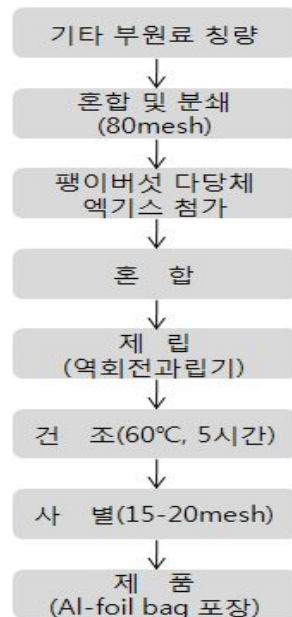 기타 부원료 칭량
혼합 및 분쇄
(80mesh)
팽이버섯 다당체
엑기스 첨가
혼 합
제 립
(역회전과립기)
건 조(60℃, 5시간)
사 별(15-20mesh)
제 품
(Al-foil bag 포장)